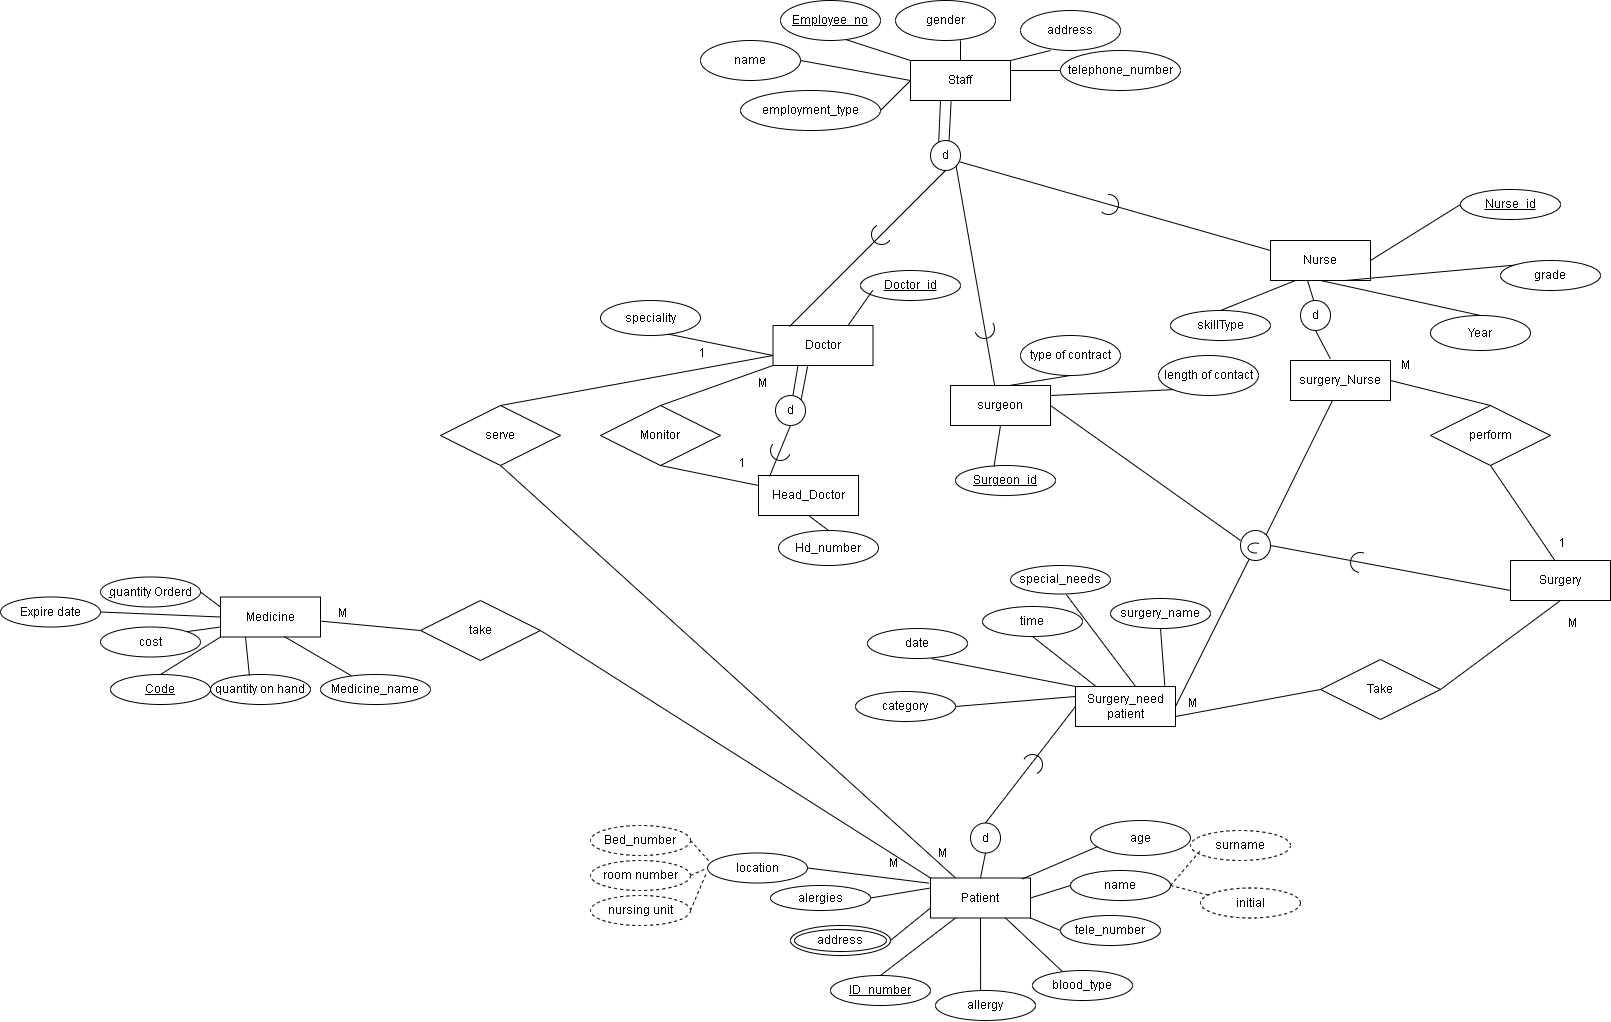 Employee_no
gender
address
name
Staff
telephone_number
employment_type
d
Nurse_id
Nurse
grade
Doctor_id
speciality
skillType
d
Year
1
Doctor
type of contract
M
length of contact
surgery_Nurse
M
d
surgeon
serve
Monitor
perform
1
Surgeon_id
Head_Doctor
Hd_number
1
special_needs
Surgery
quantity Orderd
Expire date
Medicine
M
time
surgery_name
M
take
date
cost
Code
quantity on hand
Medicine_name
Take
category
Surgery_need
patient
M
Bed_number
d
age
surname
M
M
location
room number
name
alergies
Patient
initial
nursing unit
address
tele_number
ID_number
allergy
blood_type